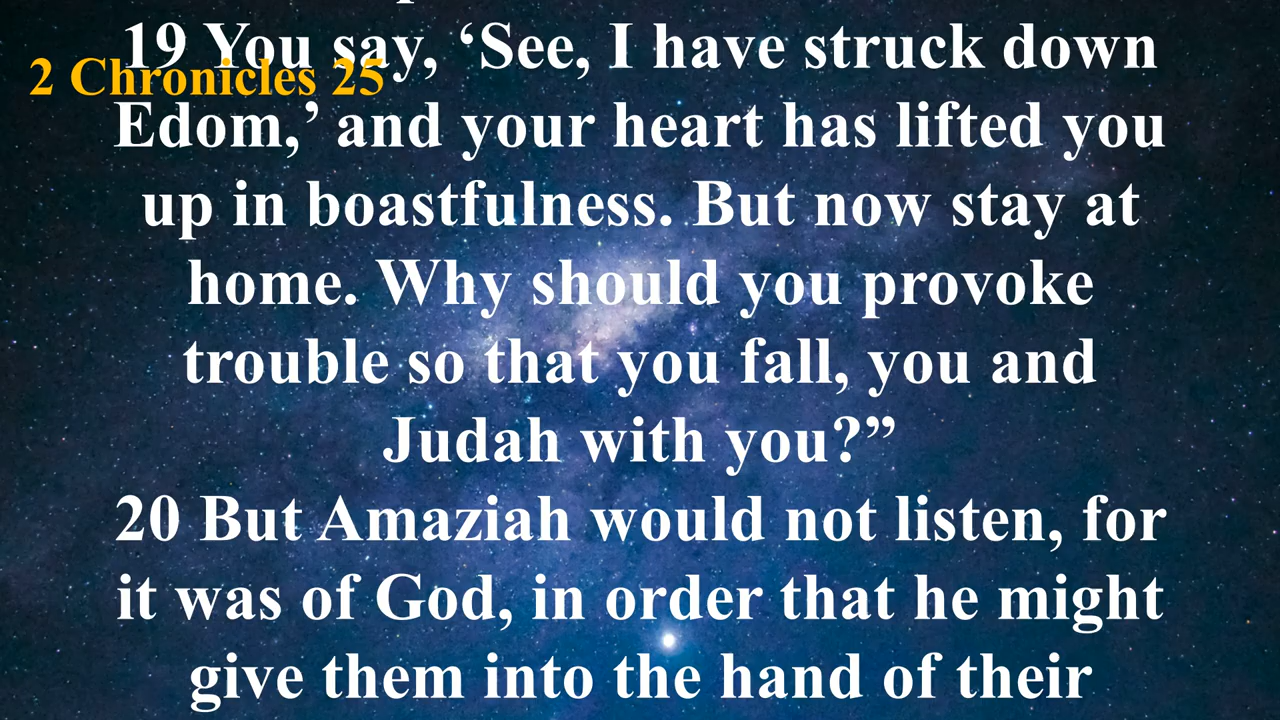 19 You say, ‘See, I have struck down
2 Chronicles 25
Edom,’ and your heart has lifted you
up in boastfulness. But now stay at
home. Why should you provoke
trouble so that you fall, you and
Judah with you?”
20 But Amaziah would not listen, for
it was of God, in order that he might
give them into the hand of their